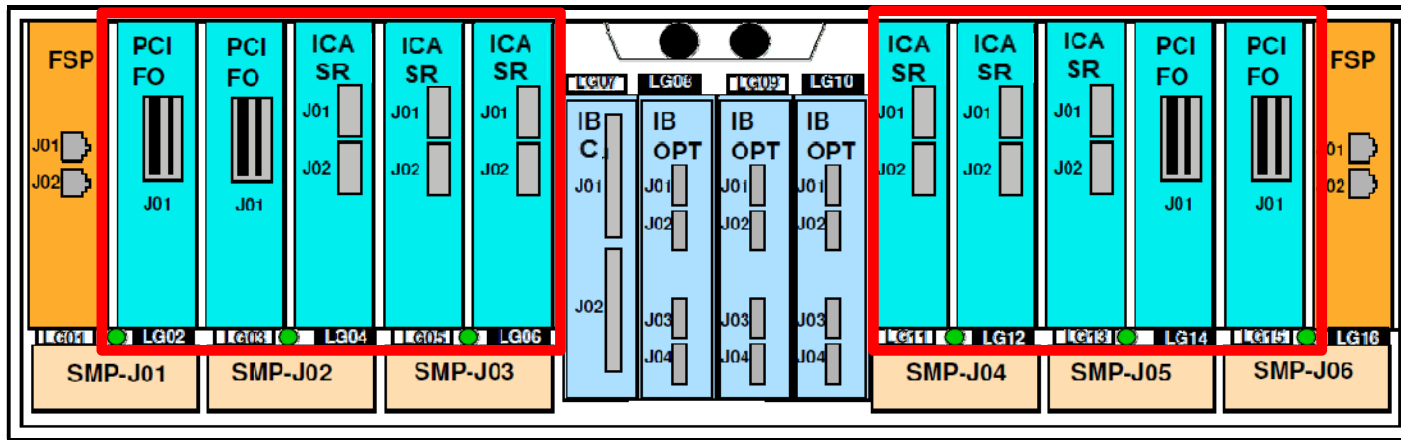 FSP
J01
J02
PCI
FO
J01
PCI
FO
J01
ICA
SR
J01
J02
ICA
SR
J01
J02
ICA
SR
J01
J02
LG07
IB
C
J01
J02
LG08
IB
OPT
J01
J02
J03
J04
LG09
IB
OPT
J01
J02
J03
J04
LG10
IB
OPT
J01
J02
J03
J04
ICA
SR
J01
J02
ICA
SR
J01
J02
ICA
SR
J01
J02
PCI
FO
J01
PCI
FO
J01
FSP
01
02
LG01 LG02 LG03 LG04 LG05 LG06 LG11 LG12 LG13 LG14 LG15 LG16
SMP-J01 SMP-J02 SMP-J03 SMP-J04 SMP-J05 SMP-J06